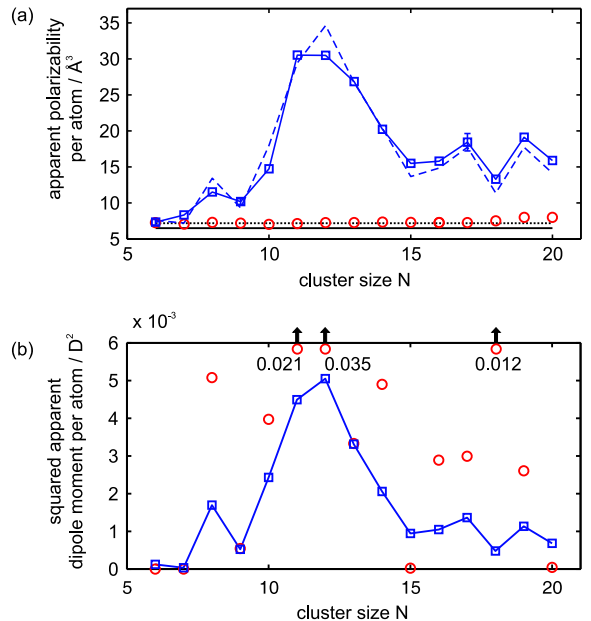 (a)
apparent polarizability
per atom / Å³
35
30
25
20
15
10
5
5
10
15
20
cluster size N
x 10⁻³
(b)
squared apparent
dipole moment per atom / D²
6
5
4
3
2
1
0
0.021
0.035
0.012
5
10
15
20
cluster size N